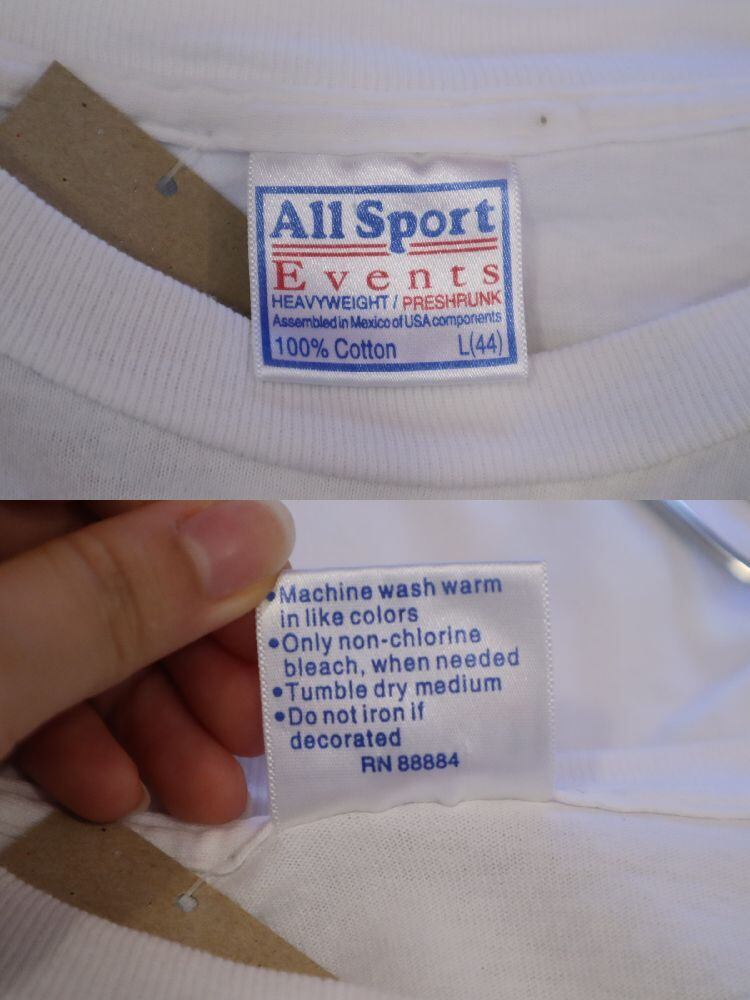 All Sport
Events
HEAVYWEIGHT / PRESHRUNK
Assembled in Mexico of USA components
100% Cotton L(44)
•Machine wash warm
in like colors
•Only non-chlorine
bleach, when needed
•Tumble dry medium
•Do not iron if
decorated
RN 88884